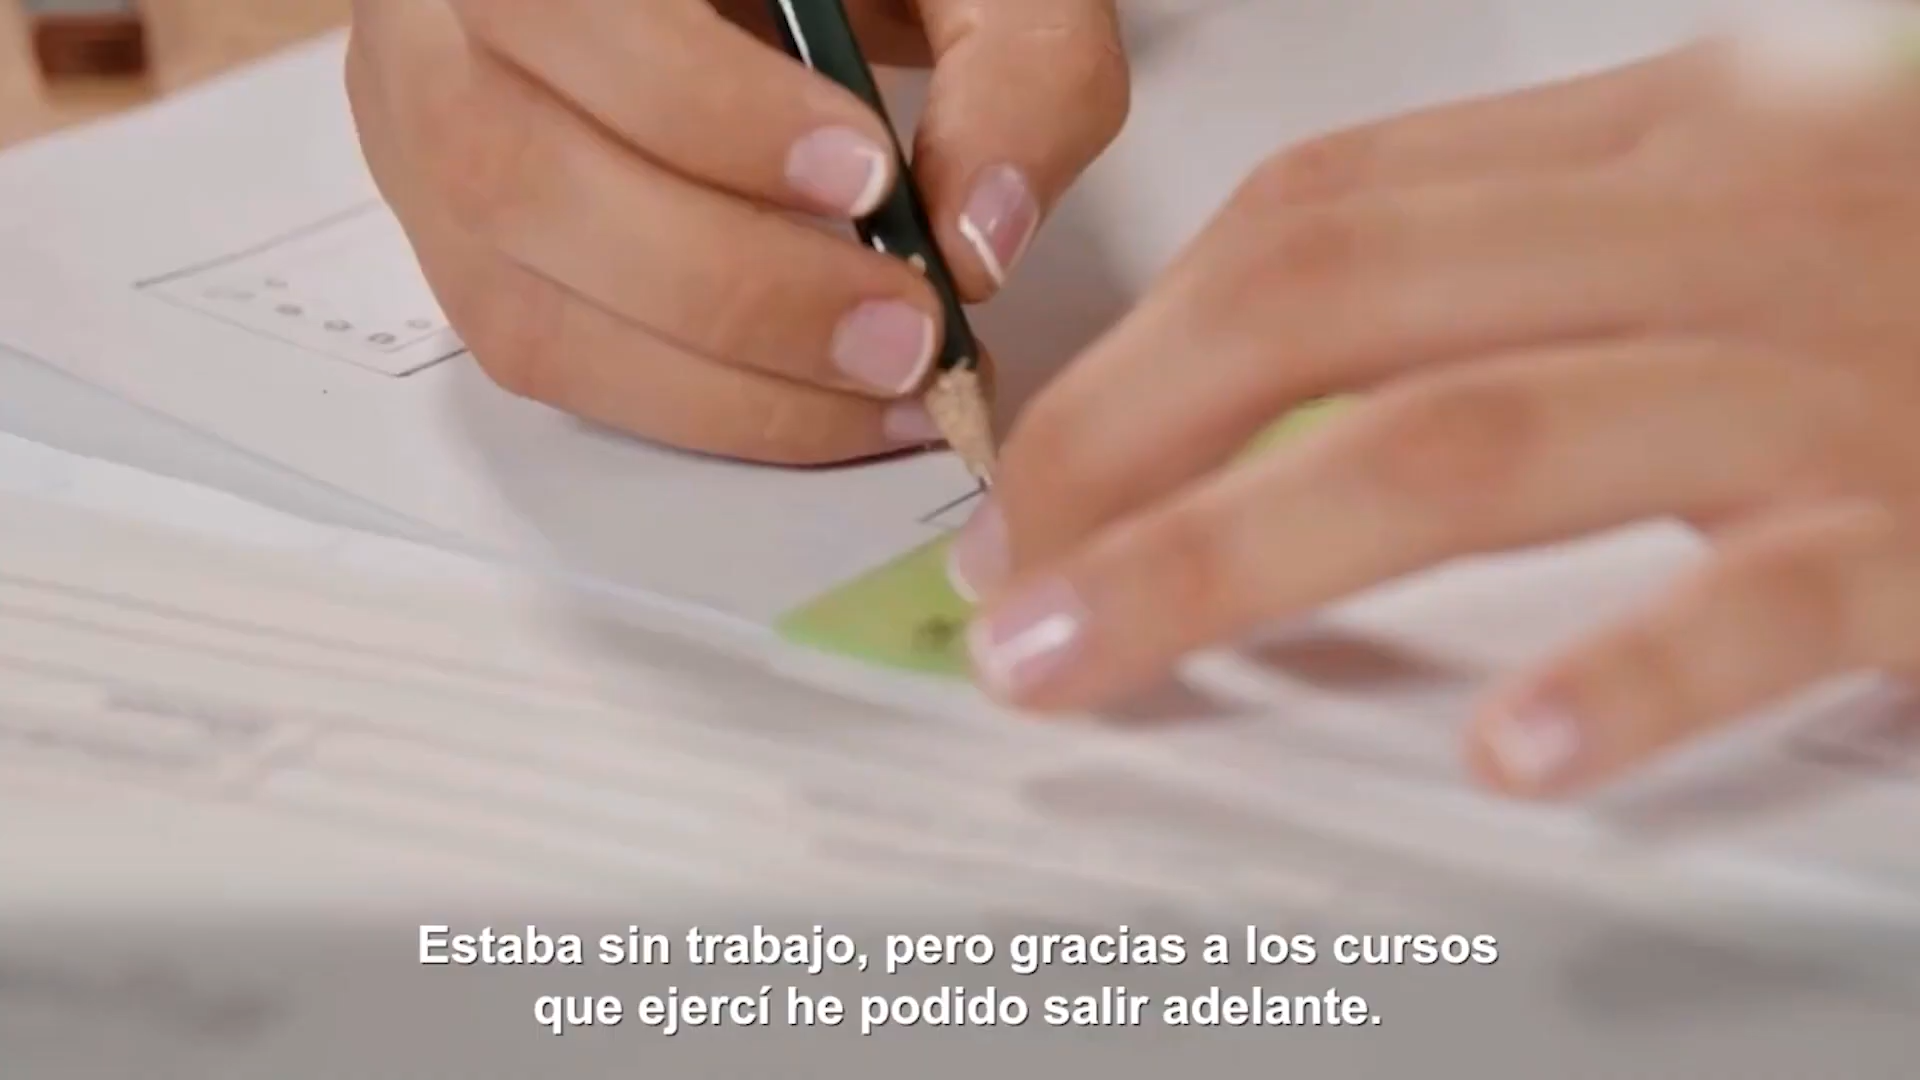 Estaba sin trabajo, pero gracias a los cursos
que ejercí he podido salir adelante.